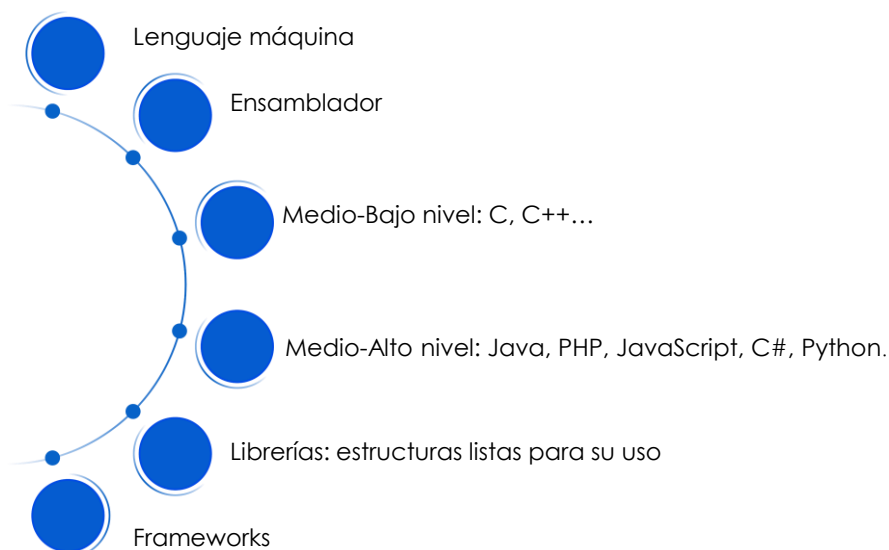 Lenguaje máquina
Ensamblador
Medio-Bajo nivel: C, C++…
Medio-Alto nivel: Java, PHP, JavaScript, C#, Python.
Librerías: estructuras listas para su uso
Frameworks